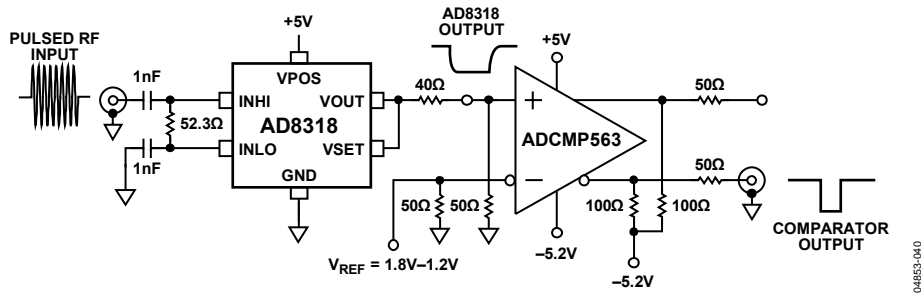 PULSED RF
INPUT
+5V
AD8318
OUTPUT
+5V
1nF
VPOS
40Ω
50Ω
INHI
VOUT
+
52.3Ω
AD8318
ADCMP563
INLO
VSET
50Ω
1nF
GND
–
50Ω
50Ω
100Ω
100Ω
VREF = 1.8V–1.2V
–5.2V
–5.2V
COMPARATOR
OUTPUT
04853-040